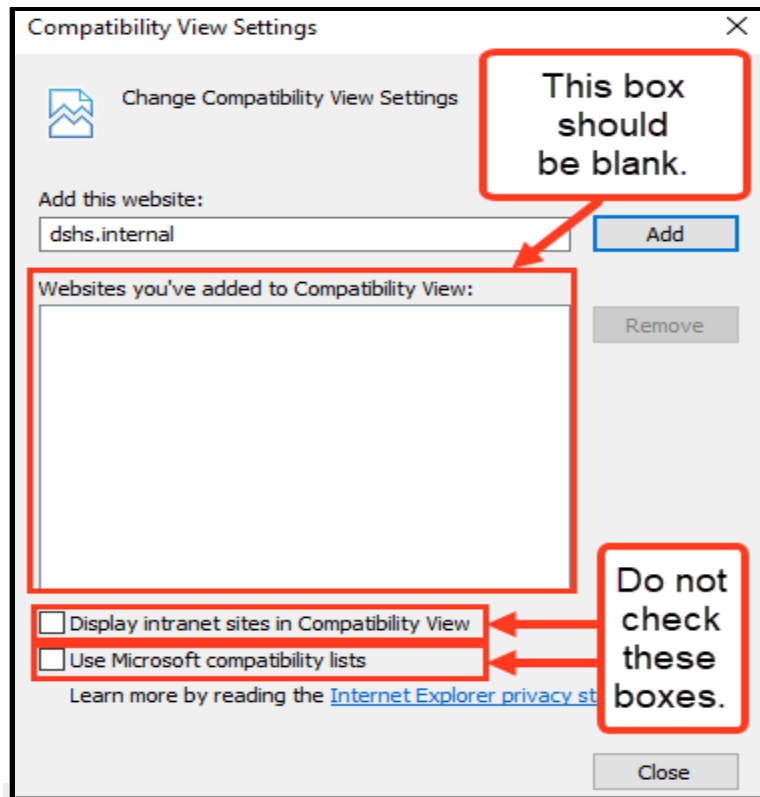 Compatibility View Settings
Change Compatibility View Settings
This box
should
be blank.
Add this website:
dshs.internal
Add
Websites you've added to Compatibility View:
Remove
Display intranet sites in Compatibility View
Use Microsoft compatibility lists
Learn more by reading the Internet Explorer privacy st
Do not
check
these
boxes.
Close